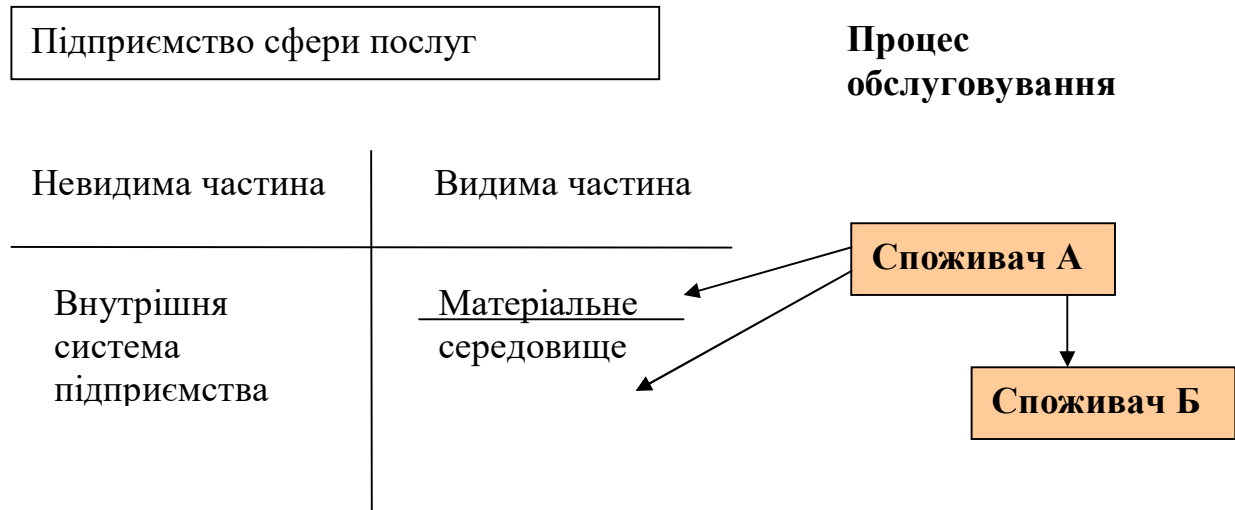 Підприємство сфери послуг
Процес
обслуговування
Невидима частина
Видима частина
Споживач А
Внутрішня
система
підприємства
Матеріальне
середовище
Споживач Б